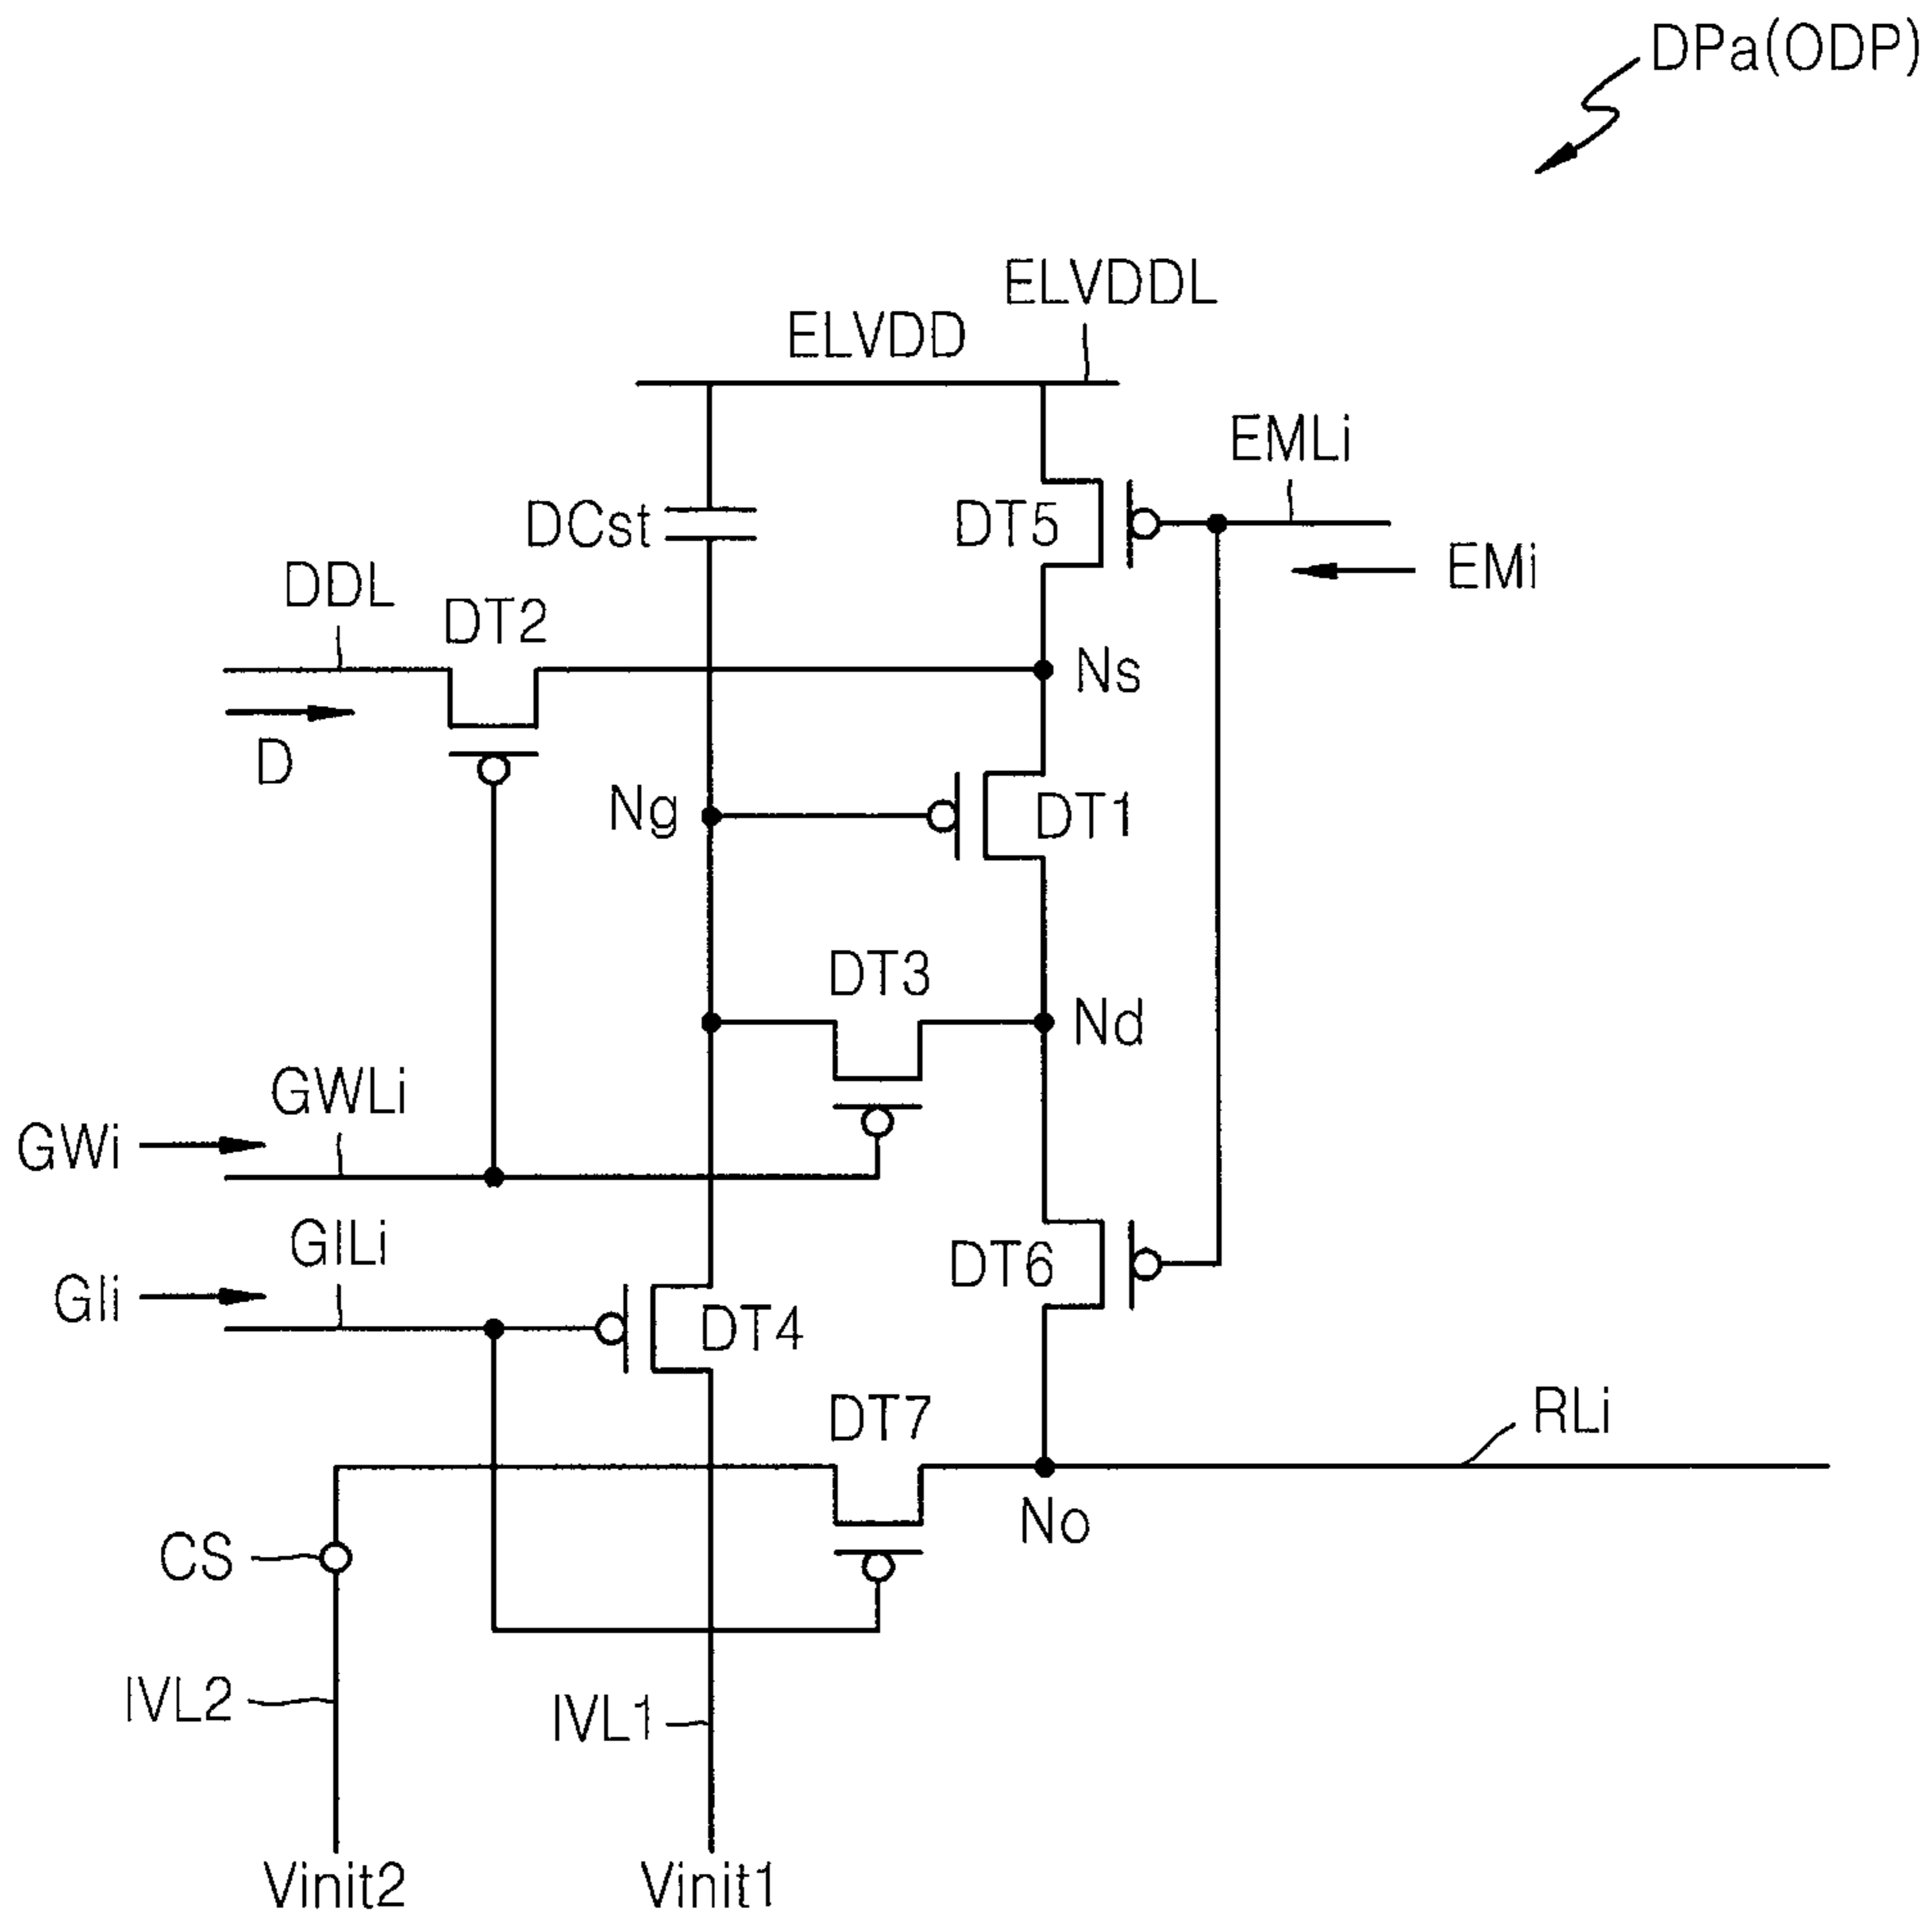 DPa(ODP)
ELVDDL
ELVDD
EMLi
DCst
DT5
EMi
DDL
DT2
Ns
D
Ng
DT1
DT3
Nd
GWLi
GWi
GILi
DT6
GIi
DT4
DT7
RLi
No
CS
IVL2
IVL1
Vinit2
Vinit1